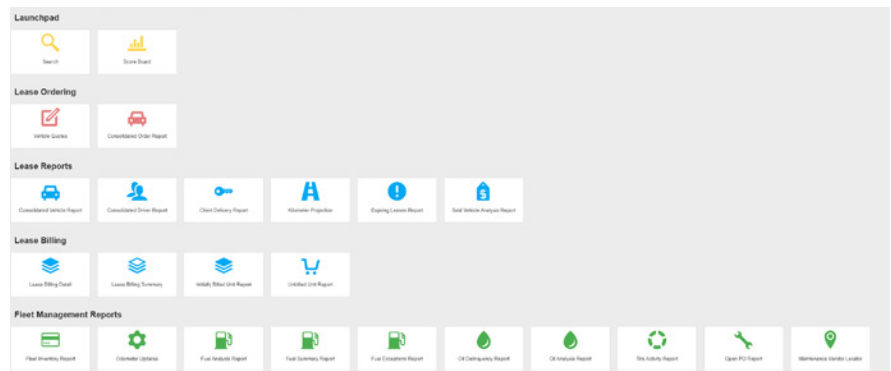 Launchpad
Search
Score Board
Lease Ordering
Vehicle Quotes
Consolidated Order Report
Lease Reports
Consolidated Vehicle Report
Consolidated Driver Report
Client Delivery Report
Kilometer Projection
Expiring Leases Report
Sold Vehicle Analysis Report
Lease Billing
Lease Billing Detail
Lease Billing Summary
Initially Billed Unit Report
Unbilled Unit Report
Fleet Management Reports
Fleet Inventory Report
Odometer Updates
Fuel Analysis Report
Fuel Summary Report
Fuel Exceptions Report
Oil Delinquency Report
Oil Analysis Report
Tire Activity Report
Open PO Report
Maintenance Vendor Locator